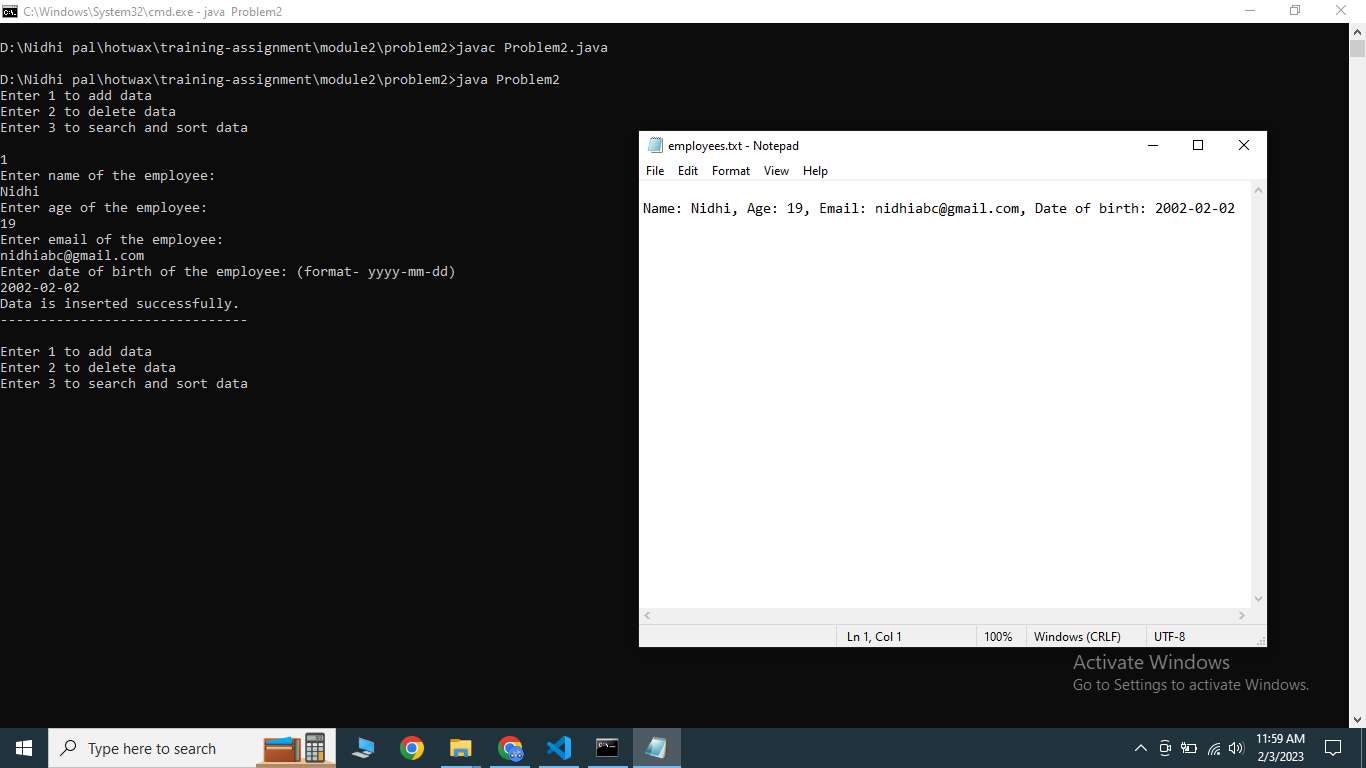 C:\Windows\System32\cmd.exe - java  Problem2
D:\Nidhi pal\hotwax\training-assignment\module2\problem2>javac Problem2.java
D:\Nidhi pal\hotwax\training-assignment\module2\problem2>java Problem2
Enter 1 to add data
Enter 2 to delete data
Enter 3 to search and sort data
1
Enter name of the employee:
Nidhi
Enter age of the employee:
19
Enter email of the employee:
nidhiabc@gmail.com
Enter date of birth of the employee: (format- yyyy-mm-dd)
2002-02-02
Data is inserted successfully.
-------------------------------
Enter 1 to add data
Enter 2 to delete data
Enter 3 to search and sort data
employees.txt - Notepad
File Edit Format View Help
Name: Nidhi, Age: 19, Email: nidhiabc@gmail.com, Date of birth: 2002-02-02
Ln 1, Col 1 100% Windows (CRLF) UTF-8
Activate Windows
Go to Settings to activate Windows.
Type here to search
11:59 AM
2/3/2023